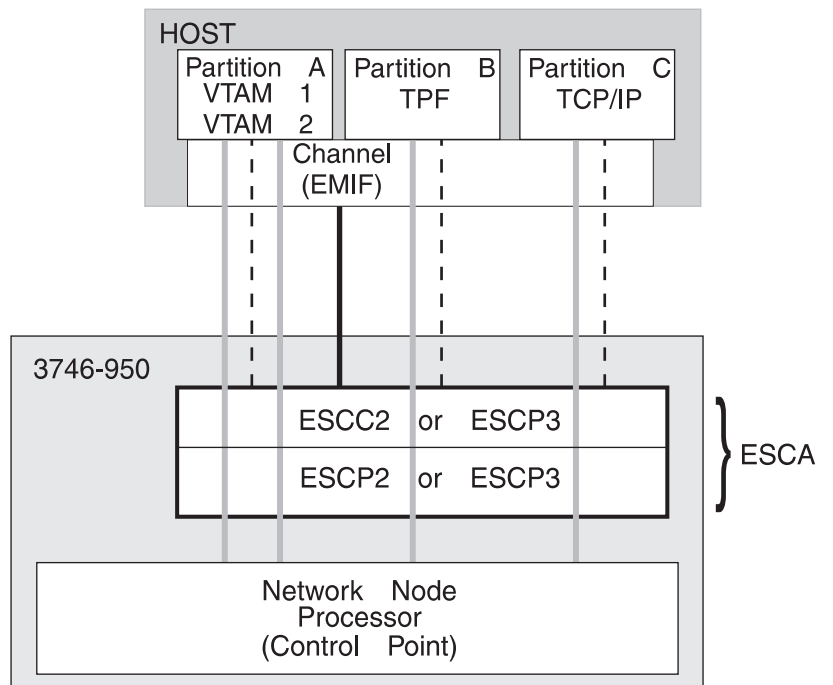 HOST
Partition A
VTAM 1
VTAM 2
Partition B
TPF
Partition C
TCP/IP
Channel
(EMIF)
3746-950
ESCC2 or ESCP3
ESCP2 or ESCP3
ESCA
Network Node
Processor
(Control Point)